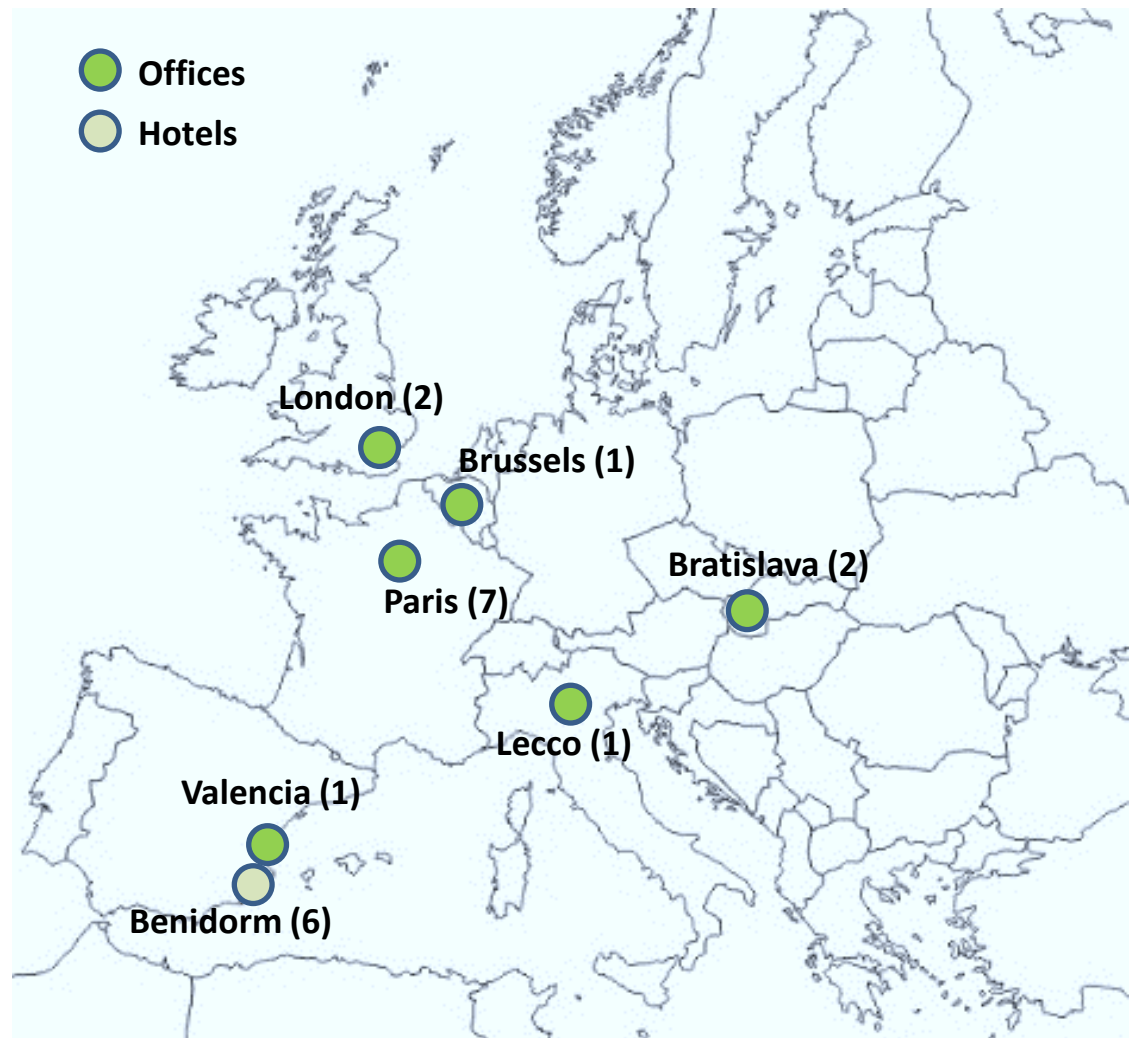 Offices
Hotels
London (2)
Brussels (1)
Bratislava (2)
Paris (7)
Lecco (1)
Valencia (1)
Benidorm (6)